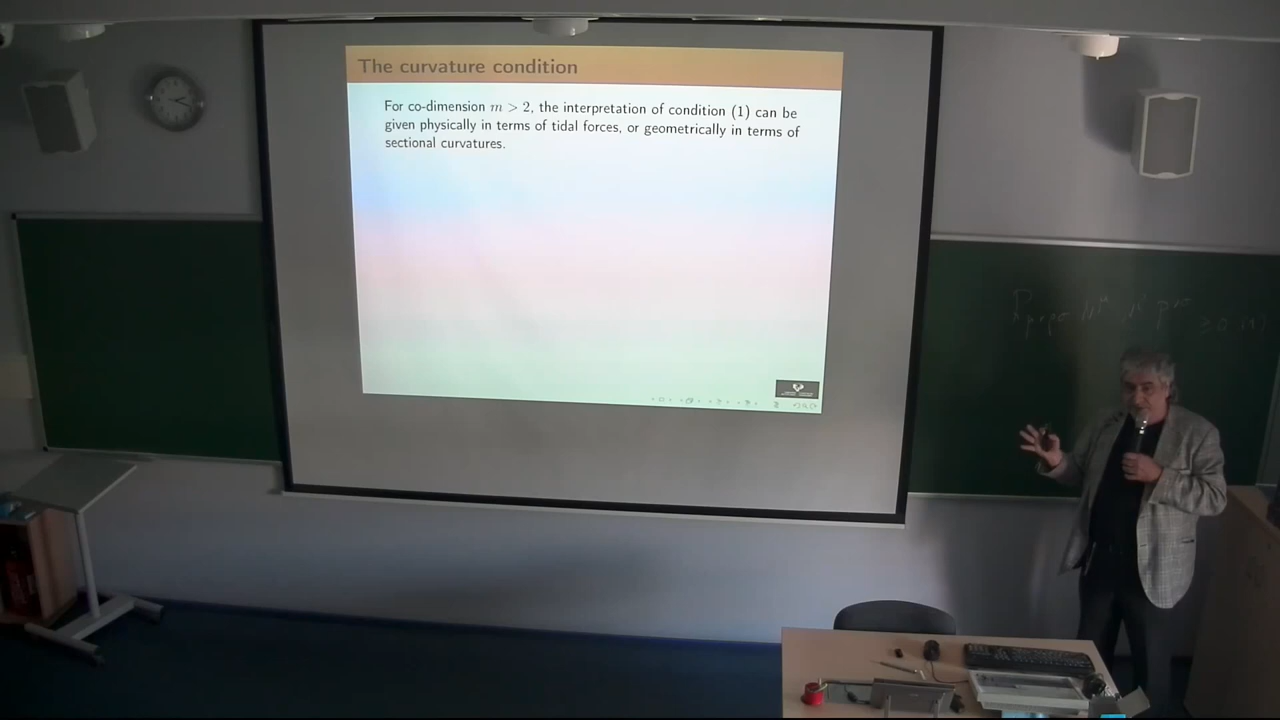 The curvature condition
For co-dimension m > 2, the interpretation of condition (1) can be
given physically in terms of tidal forces, or geometrically in terms of
sectional curvatures.